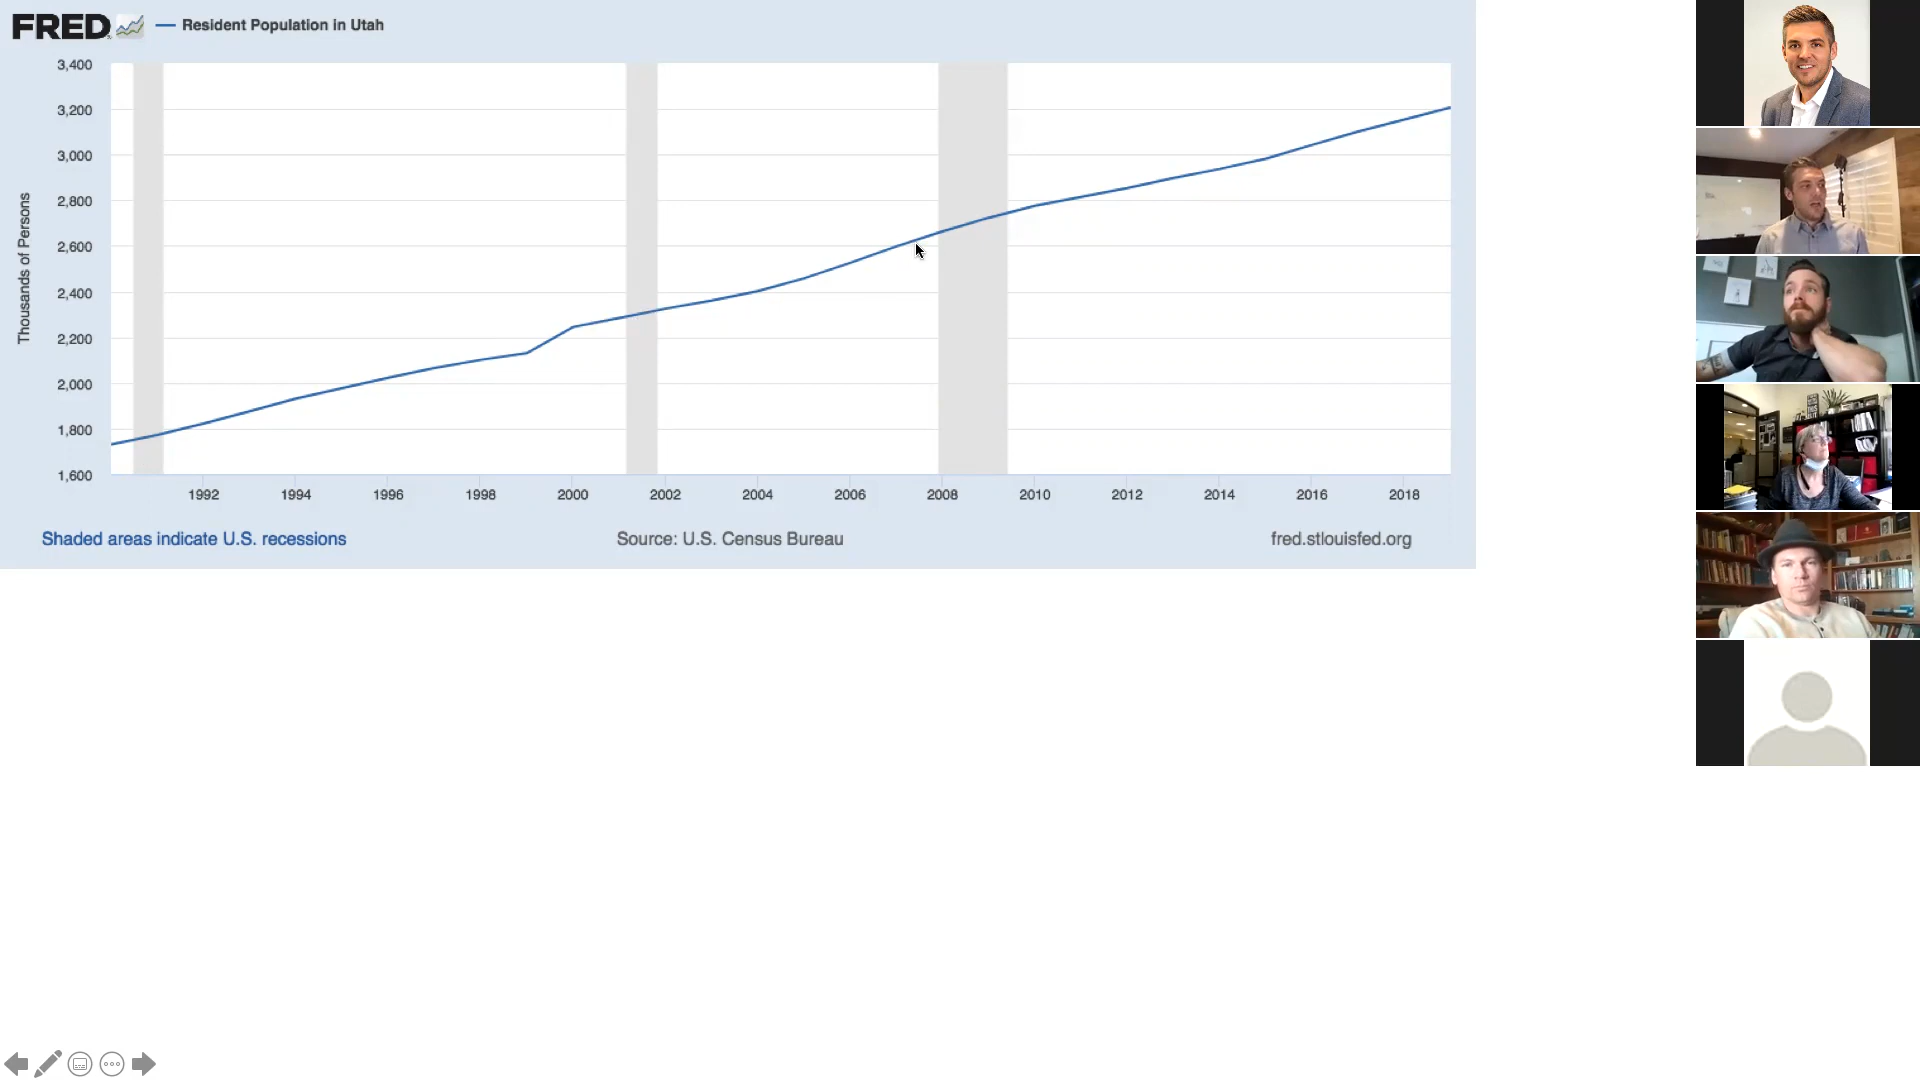 FRED
Resident Population in Utah
3,400
3,200
3,000
2,800
2,600
2,400
2,200
2,000
1,800
1,600
Thousands of Persons
1992 1994 1996 1998 2000 2002 2004 2006 2008 2010 2012 2014 2016 2018
Shaded areas indicate U.S. recessions
Source: U.S. Census Bureau
fred.stlouisfed.org